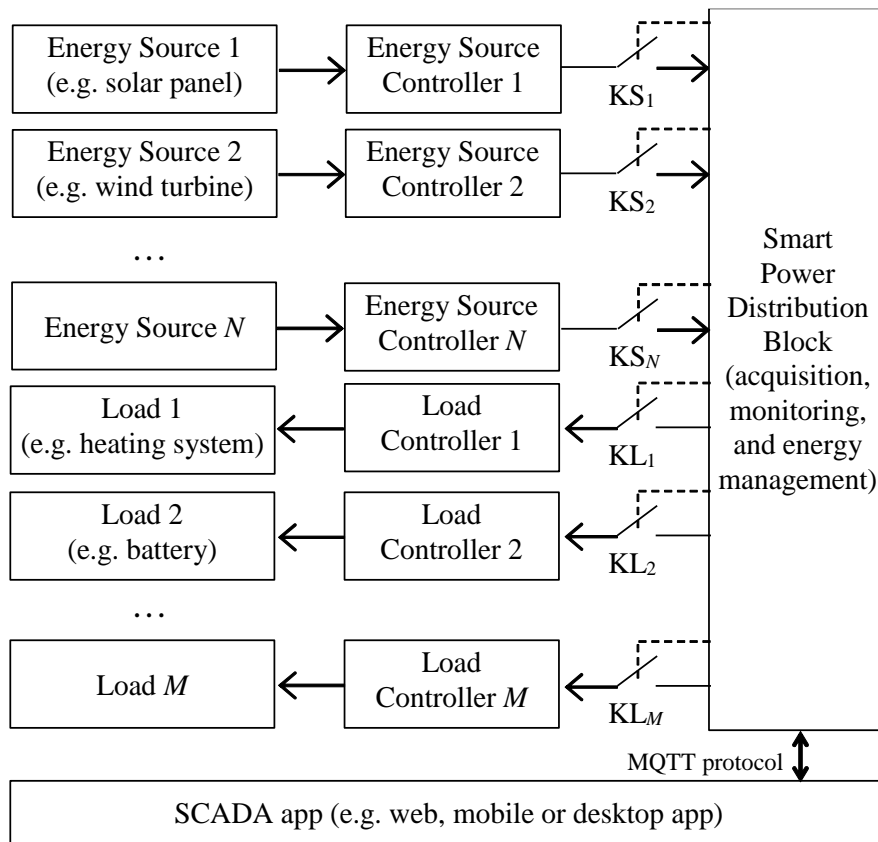 Energy Source 1
(e.g. solar panel)
Energy Source
Controller 1
KS1
Energy Source 2
(e.g. wind turbine)
Energy Source
Controller 2
KS2
…
Energy Source N
Energy Source
Controller N
KSN
Load 1
(e.g. heating system)
Load
Controller 1
KL1
Load 2
(e.g. battery)
Load
Controller 2
KL2
…
Load M
Load
Controller M
KLM
Smart
Power
Distribution
Block
(acquisition,
monitoring,
and energy
management)
MQTT protocol
SCADA app (e.g. web, mobile or desktop app)